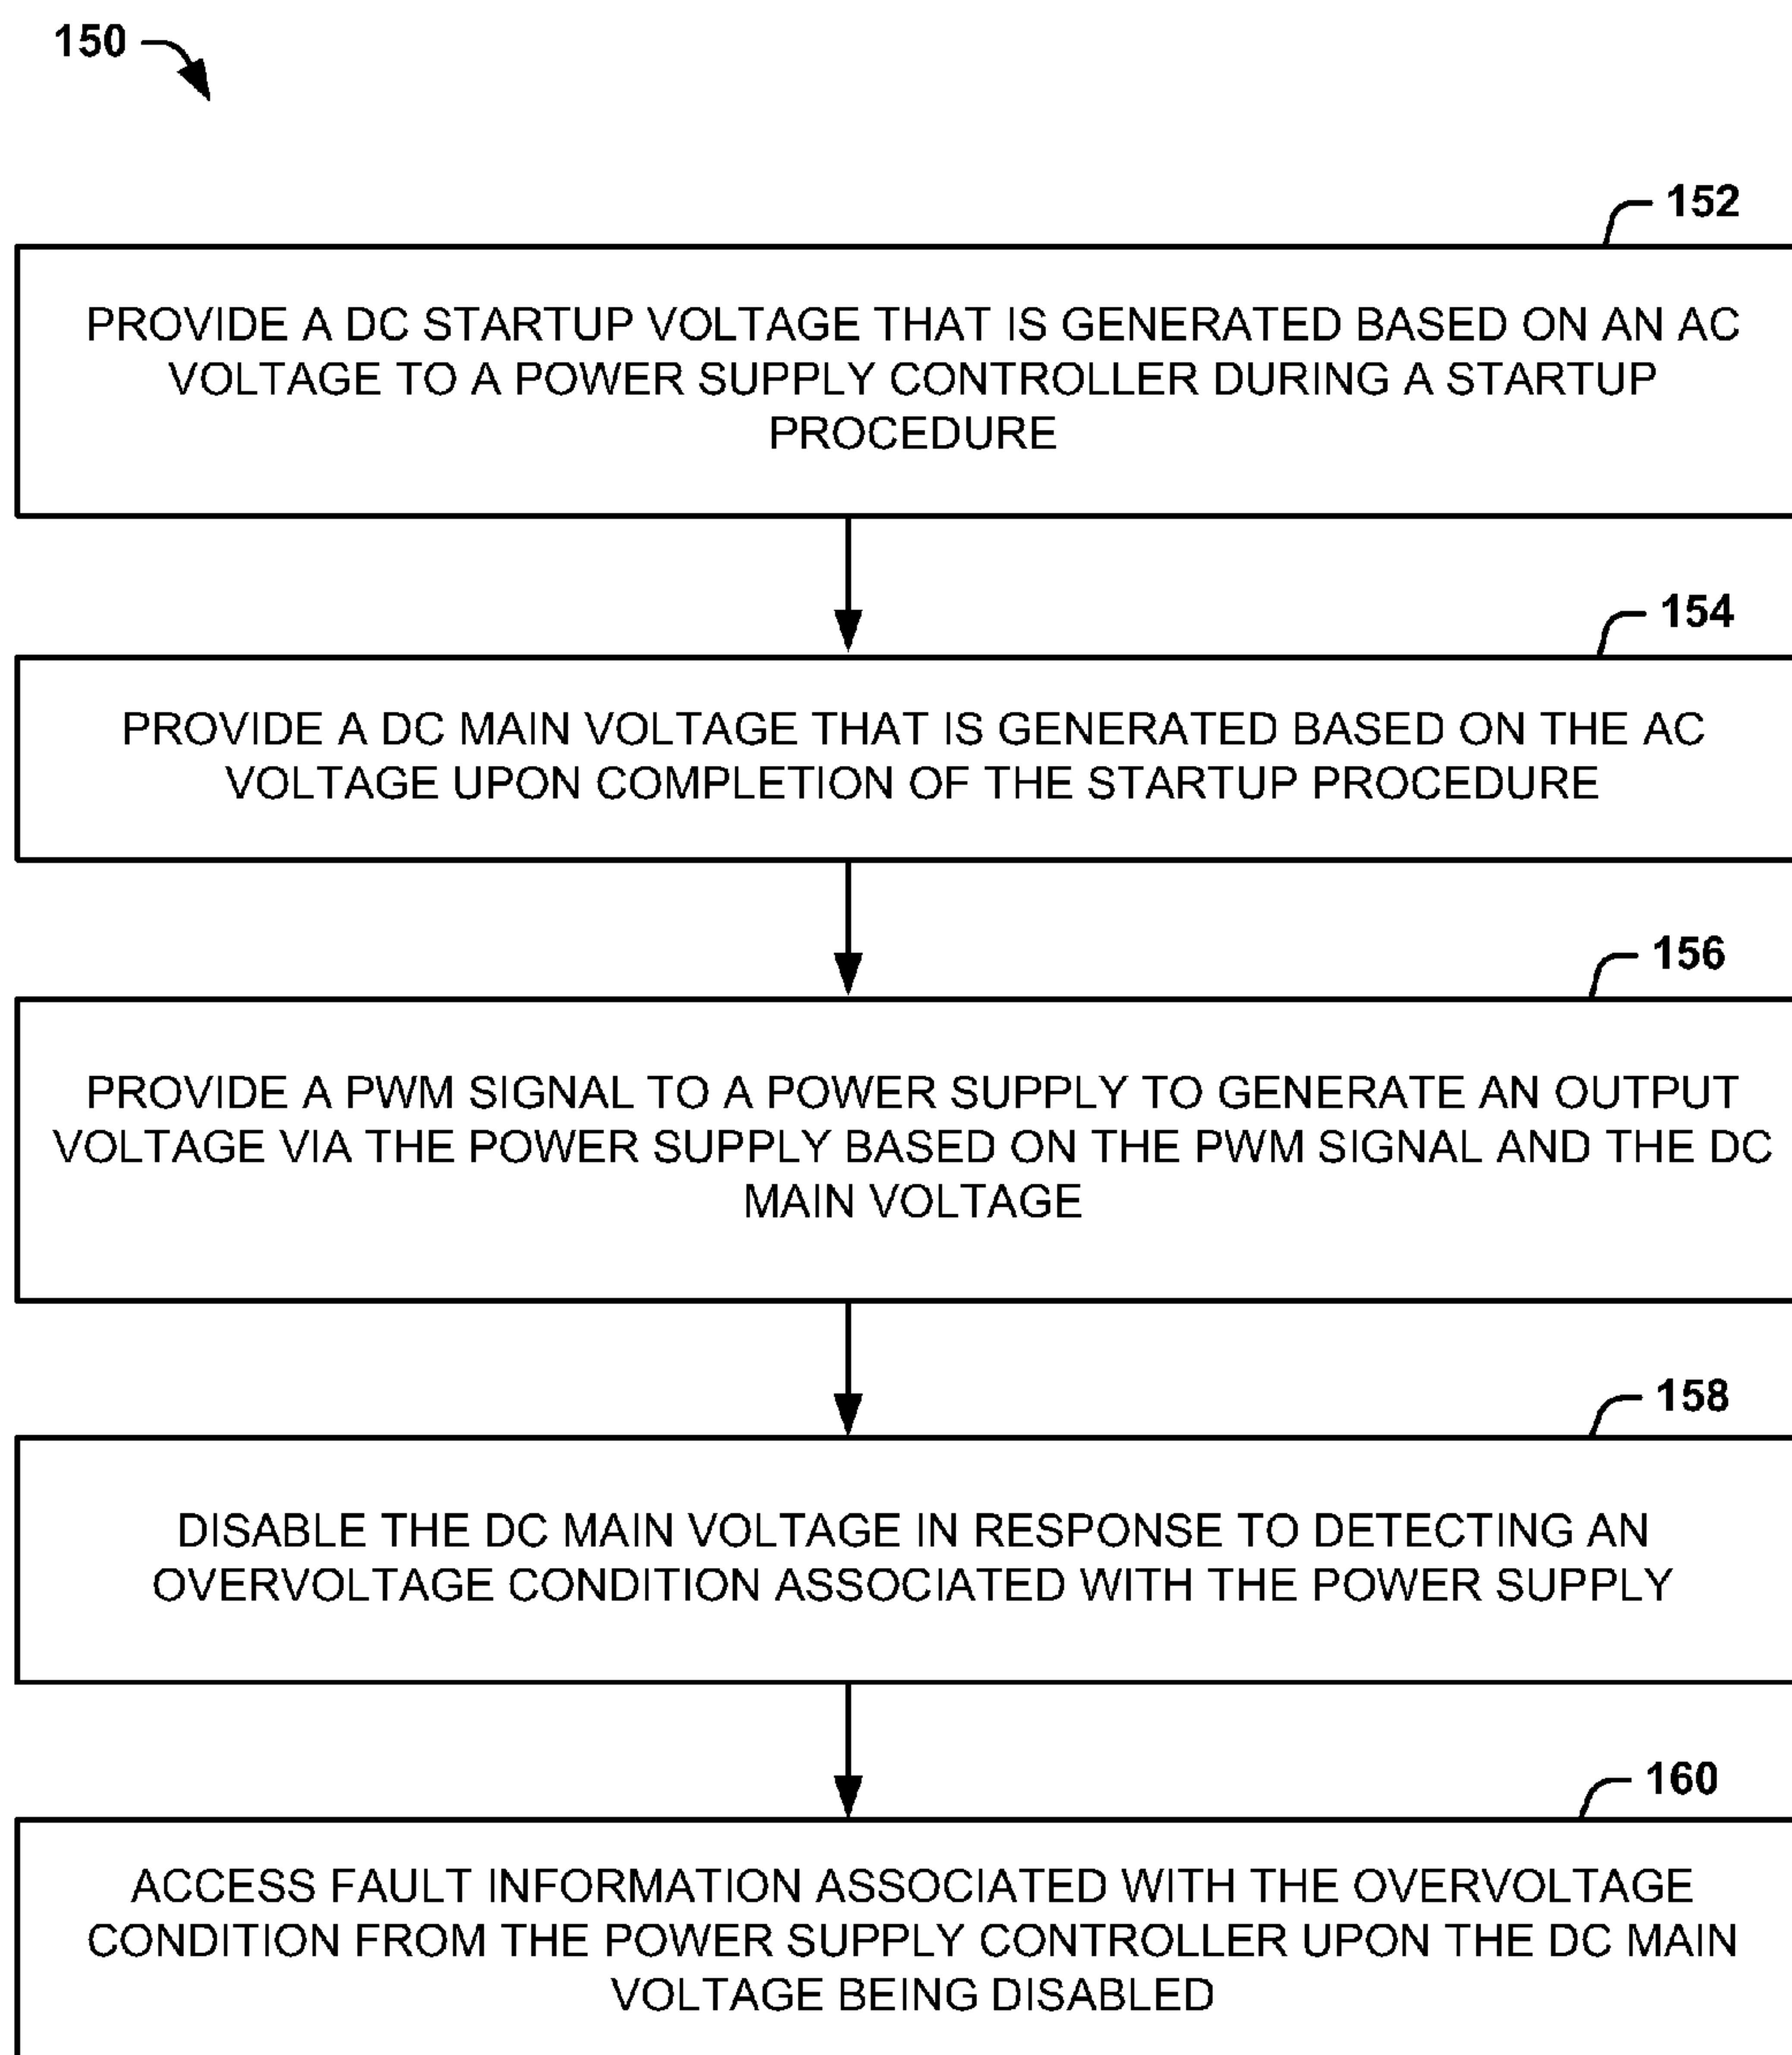 150
152
PROVIDE A DC STARTUP VOLTAGE THAT IS GENERATED BASED ON AN AC
VOLTAGE TO A POWER SUPPLY CONTROLLER DURING A STARTUP
PROCEDURE
154
PROVIDE A DC MAIN VOLTAGE THAT IS GENERATED BASED ON THE AC
VOLTAGE UPON COMPLETION OF THE STARTUP PROCEDURE
156
PROVIDE A PWM SIGNAL TO A POWER SUPPLY TO GENERATE AN OUTPUT
VOLTAGE VIA THE POWER SUPPLY BASED ON THE PWM SIGNAL AND THE DC
MAIN VOLTAGE
158
DISABLE THE DC MAIN VOLTAGE IN RESPONSE TO DETECTING AN
OVERVOLTAGE CONDITION ASSOCIATED WITH THE POWER SUPPLY
160
ACCESS FAULT INFORMATION ASSOCIATED WITH THE OVERVOLTAGE
CONDITION FROM THE POWER SUPPLY CONTROLLER UPON THE DC MAIN
VOLTAGE BEING DISABLED